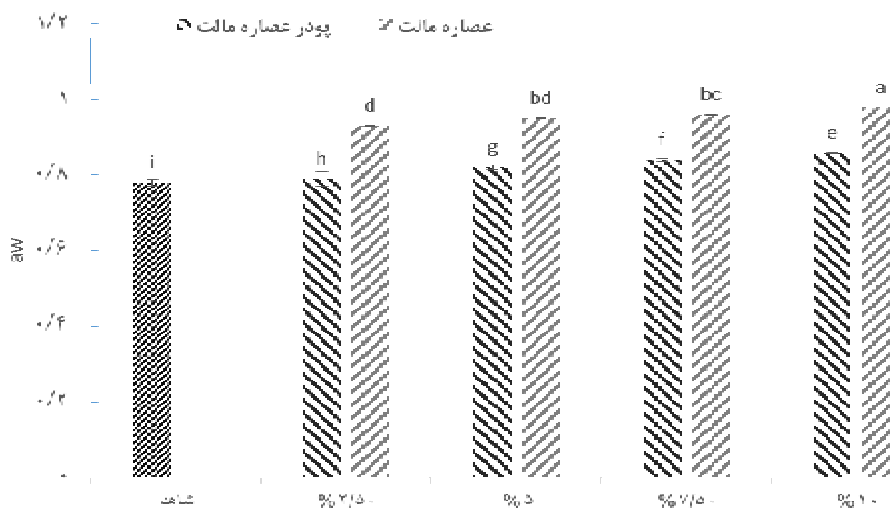 پودر عصاره مالت عصاره مالت
۱/۲
۱
۰/۸
۰/۶
۰/۴
۰/۲
۰
aw
i
h
d
g
bd
f
bc
e
a
شاهد
% ۲/۵۰
% ۵
% ۷/۵۰
% ۱۰